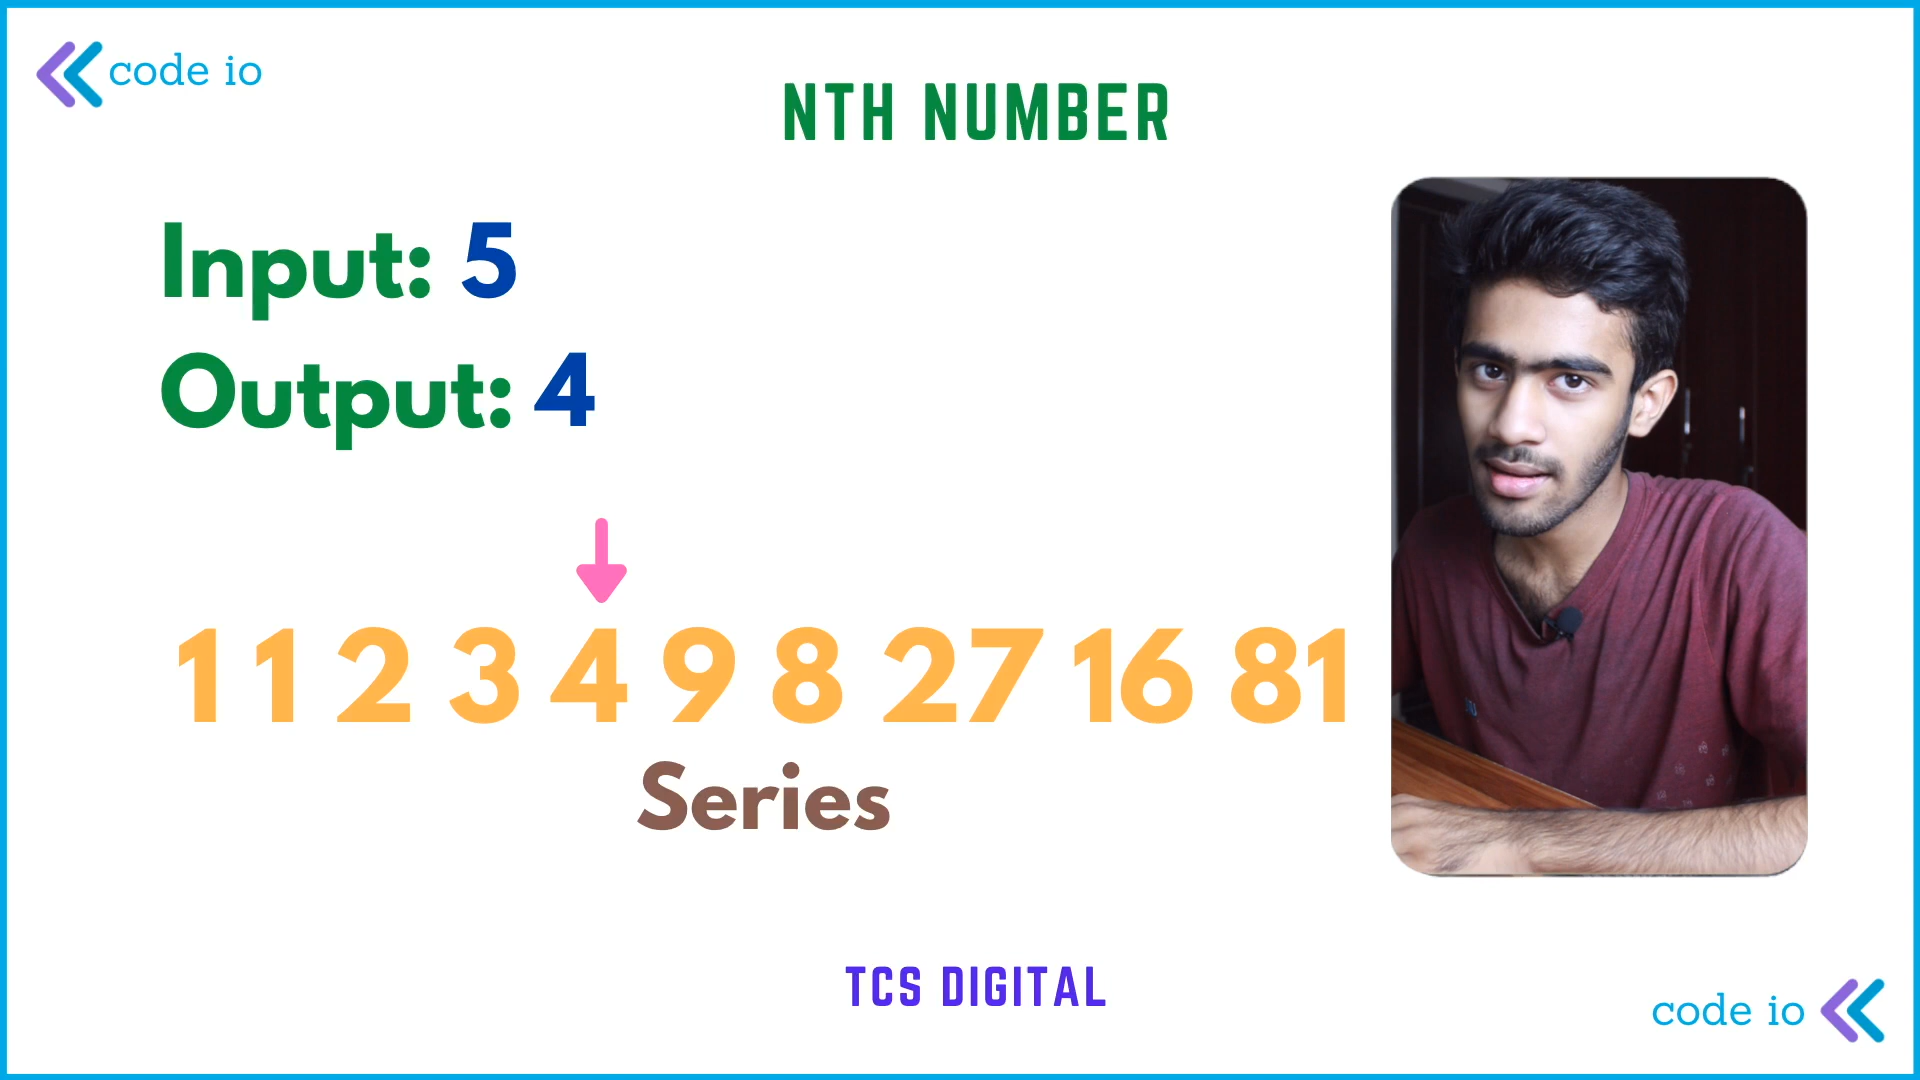 code io
NTH NUMBER
Input: 5
Output: 4
1 1 2 3 4 9 8 27 16 81
Series
TCS DIGITAL
code io